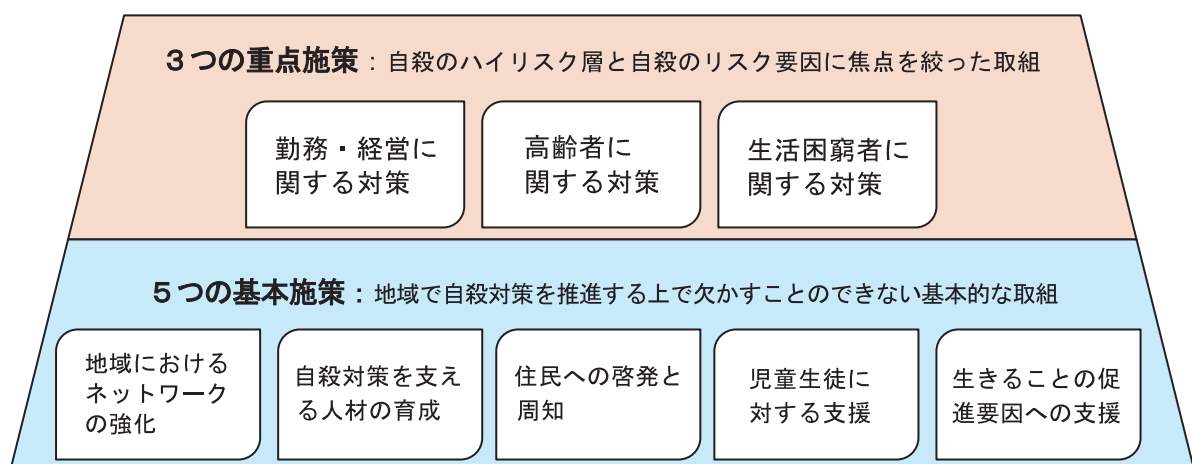 ３つの重点施策：自殺のハイリスク層と自殺のリスク要因に焦点を絞った取組
勤務・経営に
関する対策
高齢者に
関する対策
生活困窮者に
関する対策
５つの基本施策：地域で自殺対策を推進する上で欠かすことのできない基本的な取組
地域における
ネットワーク
の強化
自殺対策を支え
る人材の育成
住民への啓発と
周知
児童生徒に
対する支援
生きることの促
進要因への支援